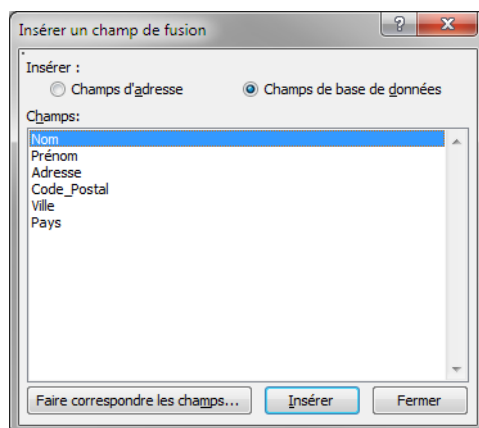 Insérer un champ de fusion
Insérer :
Champs d'adresse Champs de base de données
Champs:
Nom
Prénom
Adresse
Code_Postal
Ville
Pays
Faire correspondre les champs... Insérer Fermer